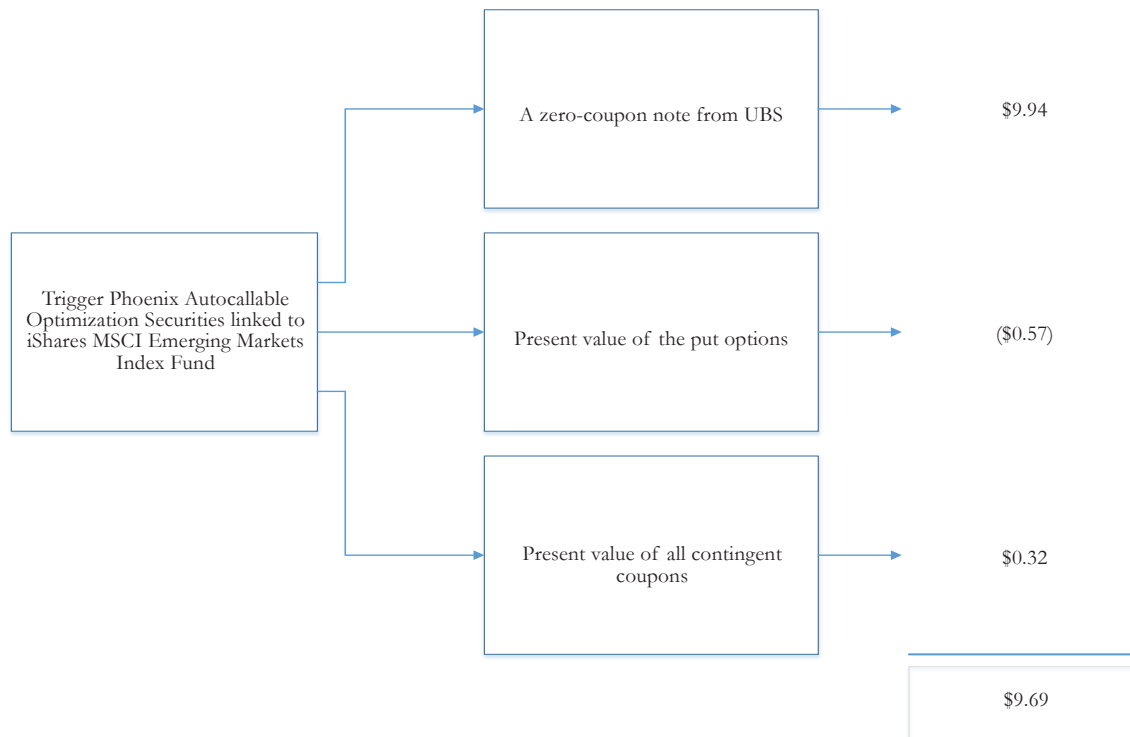 A zero-coupon note from UBS
$9.94
Trigger Phoenix Autocallable
Optimization Securities linked to
iShares MSCI Emerging Markets
Index Fund
Present value of the put options
($0.57)
Present value of all contingent
coupons
$0.32
$9.69